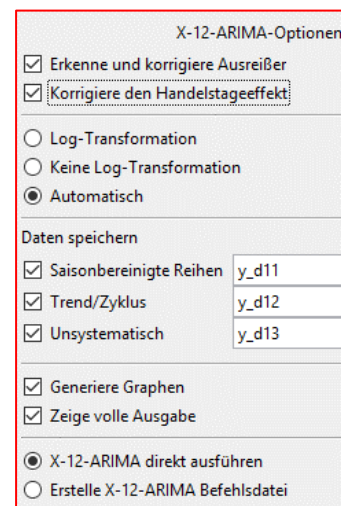 X-12-ARIMA-Optionen
Erkenne und korrigiere Ausreißer
Korrigiere den Handelstageeffekt
Log-Transformation
Keine Log-Transformation
Automatisch
Daten speichern
Saisonbereinigte Reihen y_d11
Trend/Zyklus y_d12
Unsystematisch y_d13
Generiere Graphen
Zeige volle Ausgabe
X-12-ARIMA direkt ausführen
Erstelle X-12-ARIMA Befehlsdatei